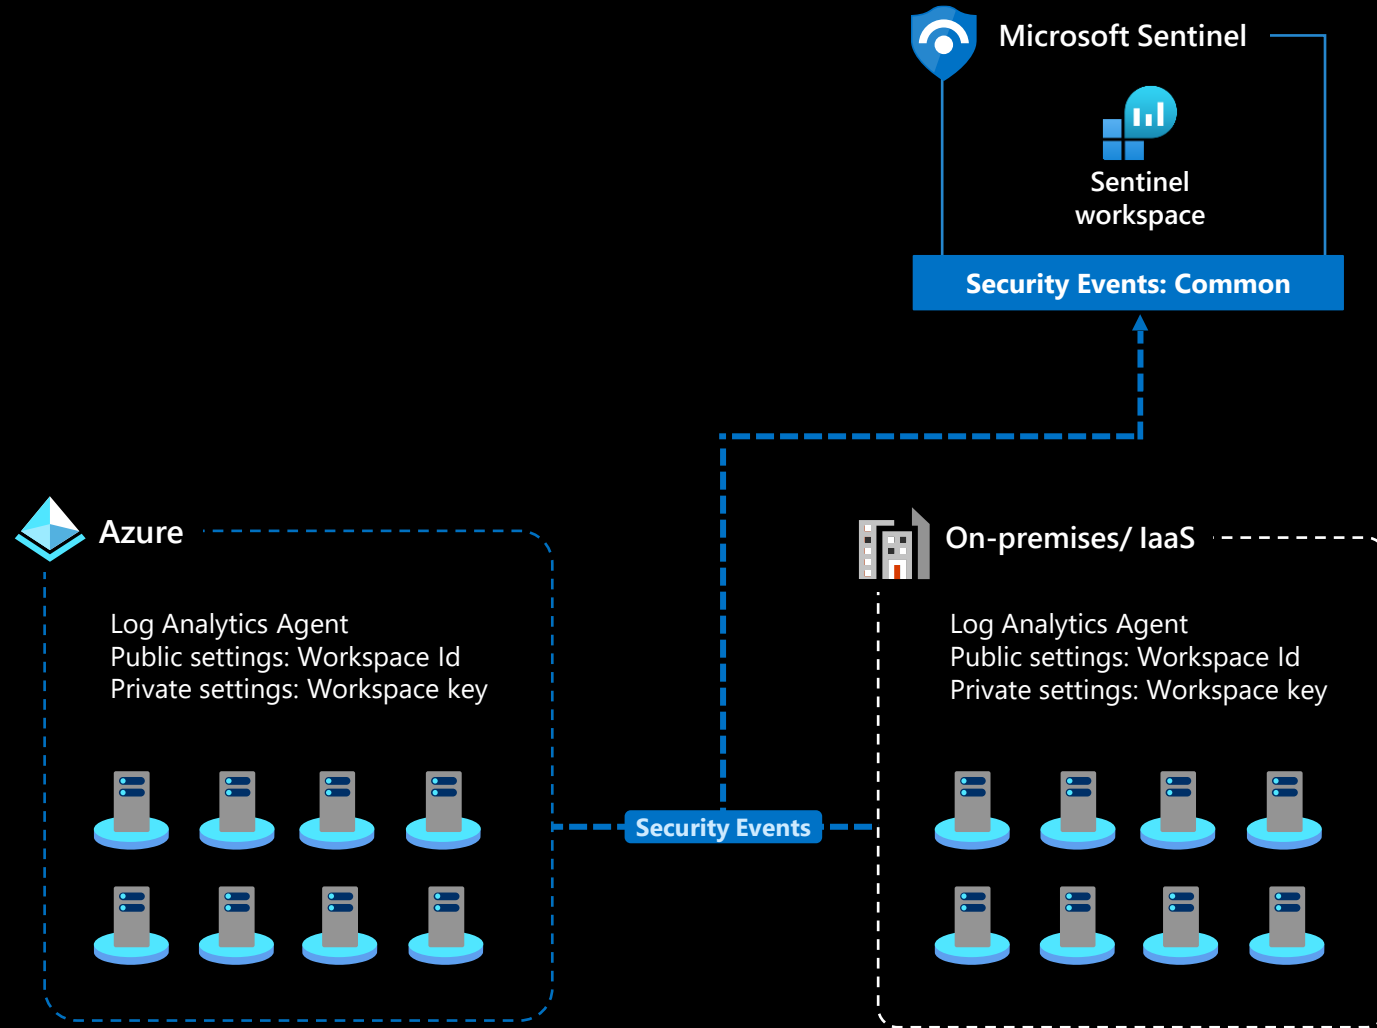 Microsoft Sentinel
Sentinel
workspace
Security Events: Common
Azure
Log Analytics Agent
Public settings: Workspace Id
Private settings: Workspace key
Security Events
On-premises/ IaaS
Log Analytics Agent
Public settings: Workspace Id
Private settings: Workspace key